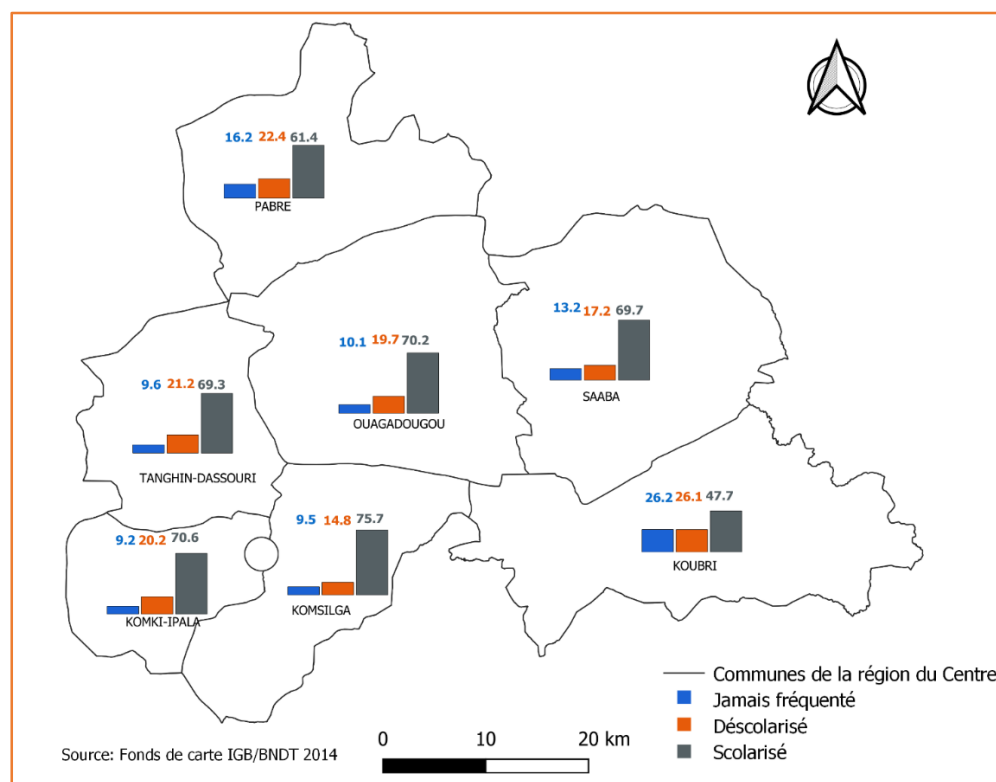 16.2 22.4 61.4
PABRE
13.2 17.2 69.7
SAABA
10.1 19.7 70.2
OUAGADOUGOU
9.6 21.2 69.3
TANGHIN-DASSOURI
26.2 26.1 47.7
KOUBRI
9.5 14.8 75.7
KOMSILGA
9.2 20.2 70.6
KOMKI-IPALA
Communes de la région du Centre
Jamais fréquenté
Déscolarisé
Scolarisé
0 10 20 km
Source: Fonds de carte IGB/BNDT 2014